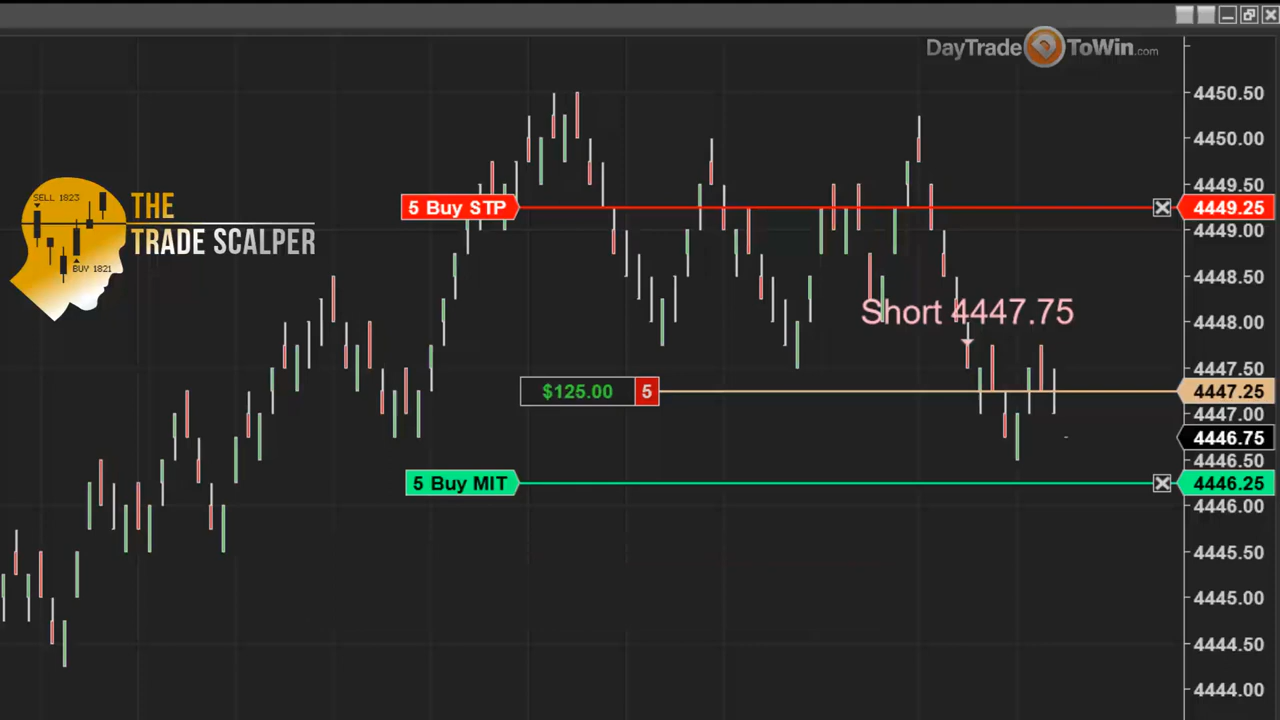 DayTrade ToWin.com
4450.50
4450.00
SELL 1823
THE
TRADE SCALPER
BUY 1821
4449.50
5 Buy STP
4449.25
4449.00
4448.50
Short 4447.75
4448.00
4447.50
$125.00 5
4447.25
4447.00
4446.75
4446.50
5 Buy MIT
4446.25
4446.00
4445.50
4445.00
4444.50
4444.00